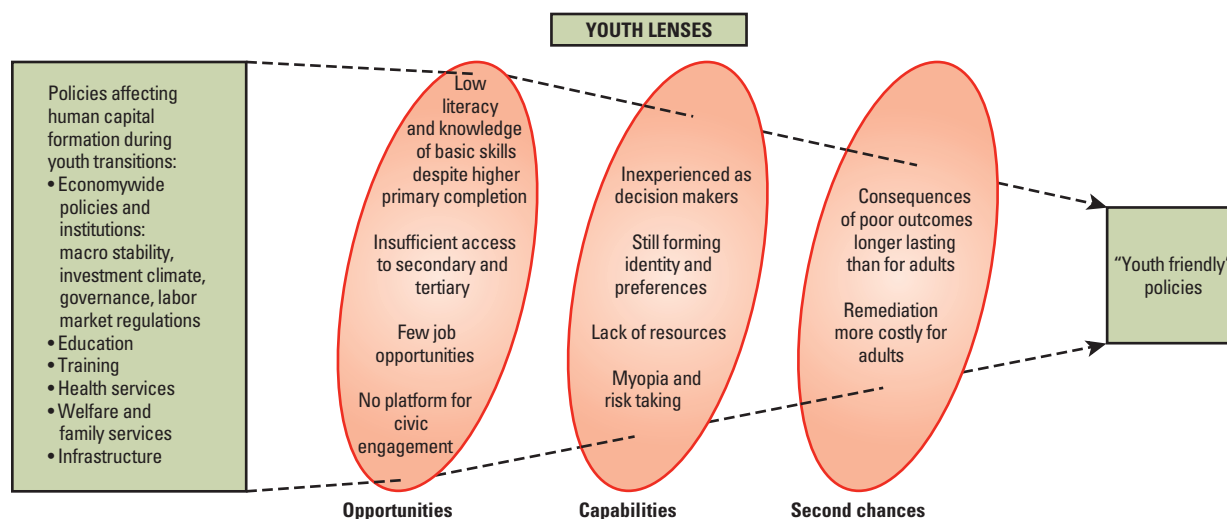 YOUTH LENSES
Policies affecting
human capital
formation during
youth transitions:
• Economywide
policies and
institutions:
macro stability,
investment climate,
governance, labor
market regulations
• Education
• Training
• Health services
• Welfare and
family services
• Infrastructure
Low
literacy
and knowledge
of basic skills
despite higher
primary completion
Insufficient access
to secondary and
tertiary
Few job
opportunities
No platform for
civic
engagement
Opportunities
Inexperienced as
decision makers
Still forming
identity and
preferences
Lack of resources
Myopia and
risk taking
Capabilities
Consequences
of poor outcomes
longer lasting
than for adults
Remediation
more costly for
adults
Second chances
“Youth friendly”
policies